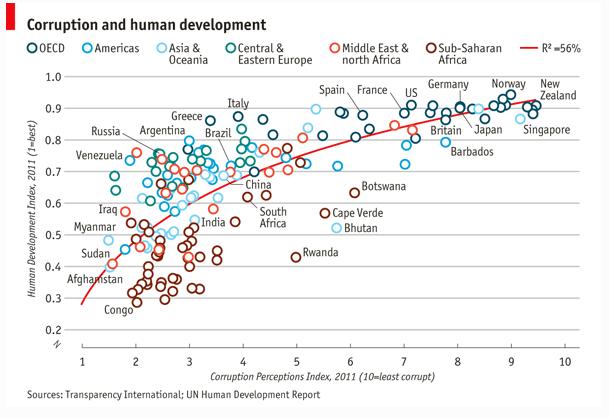 Corruption and human development
OECD Americas Asia & Oceania Central & Eastern Europe Middle East & north Africa Sub-Saharan Africa R² =56%
Human Development Index, 2011 (1=best)
1.0
0.9
0.8
0.7
0.6
0.5
0.4
0.3
0.2
Norway
New Zealand
Germany
Spain
France
US
Italy
Greece
Russia
Argentina
Brazil
Britain
Japan
Singapore
Venezuela
Barbados
China
Botswana
Iraq
South Africa
Cape Verde
India
Myanmar
Bhutan
Sudan
Rwanda
Afghanistan
Congo
1 2 3 4 5 6 7 8 9 10
Corruption Perceptions Index, 2011 (10=least corrupt)
Sources: Transparency International; UN Human Development Report